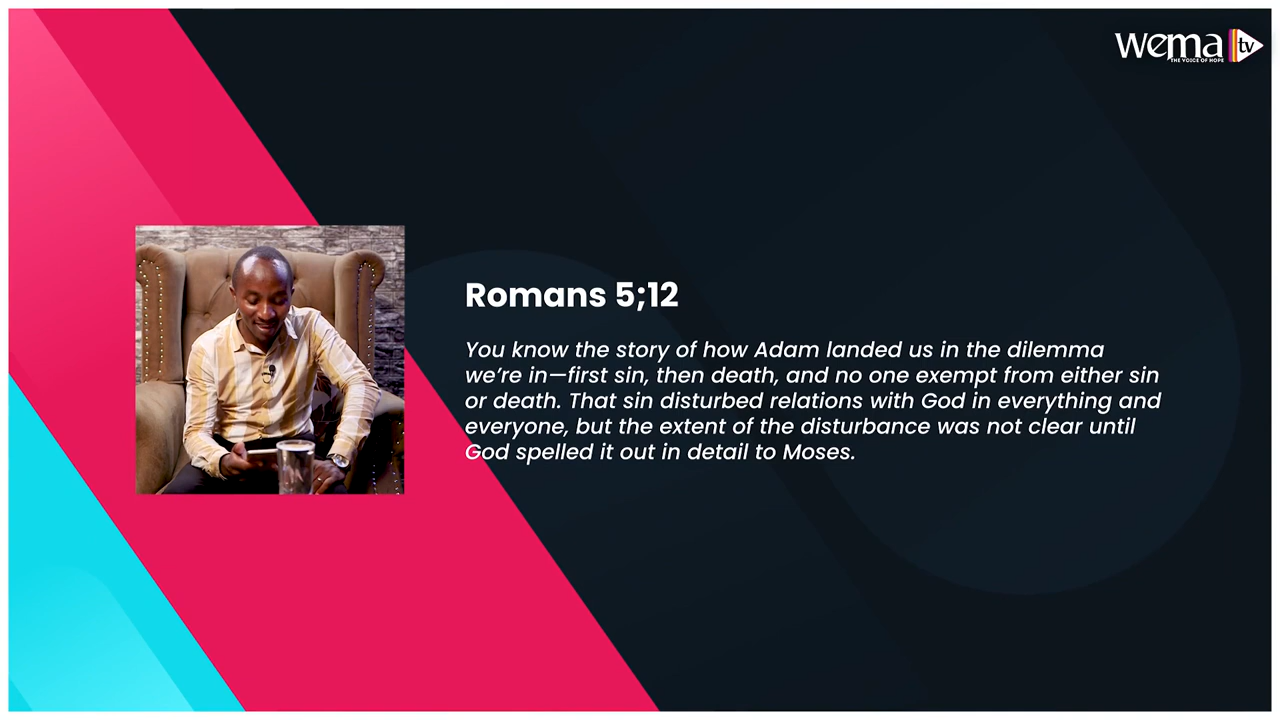 wema tv
THE VOICE OF HOPE
Romans 5;12
You know the story of how Adam landed us in the dilemma
we’re in—first sin, then death, and no one exempt from either sin
or death. That sin disturbed relations with God in everything and
everyone, but the extent of the disturbance was not clear until
God spelled it out in detail to Moses.